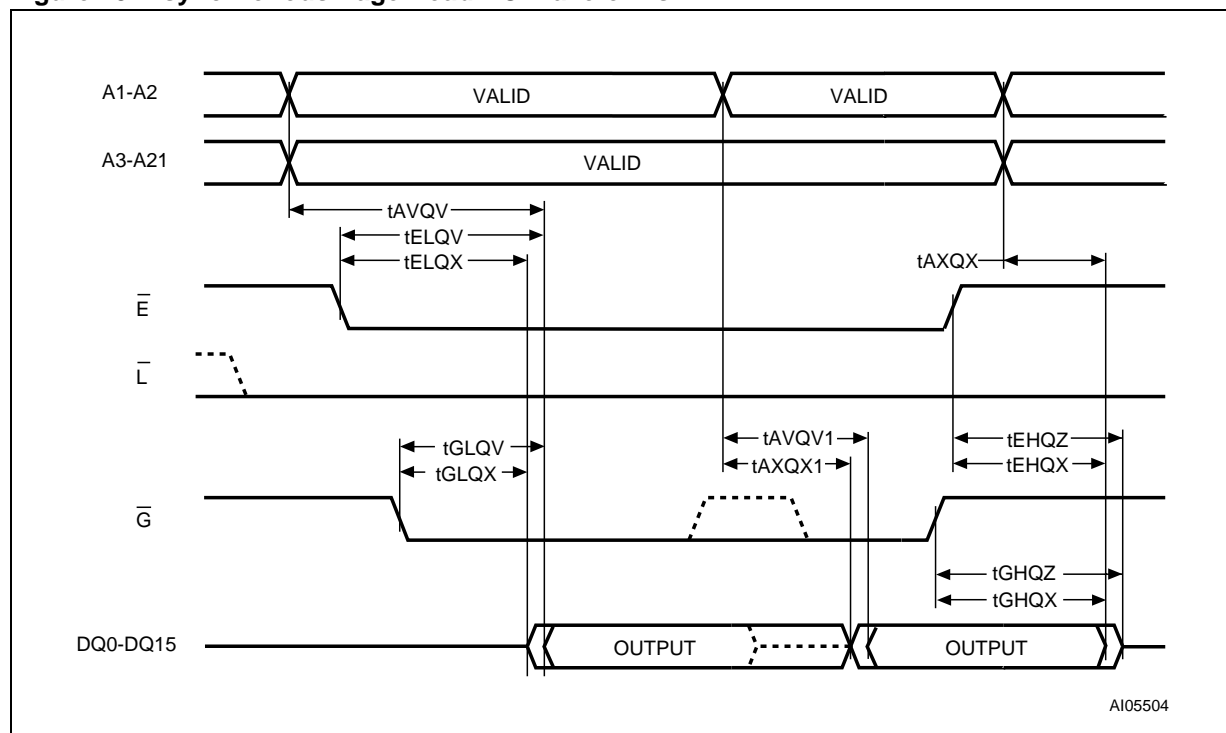 A1-A2
VALID
VALID
A3-A21
VALID
tAVQV
tELQV
tELQX
tAXQX
E
L
tGLQV
tGLQX
tAVQV1
tAXQX1
tEHQZ
tEHQX
G
tGHQZ
tGHQX
DQ0-DQ15
OUTPUT
OUTPUT
AI05504